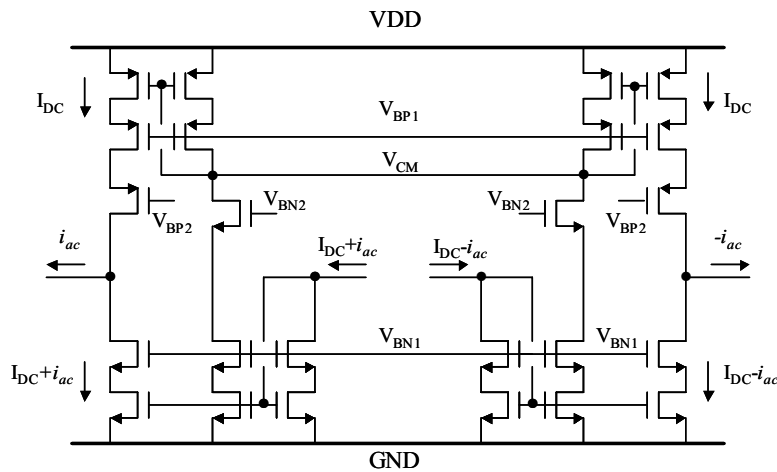 VDD
I_DC
I_DC
V_BP1
V_CM
V_BN2
V_BN2
V_BP2
V_BP2
i_ac
I_DC+i_ac
I_DC-i_ac
-i_ac
V_BN1
V_BN1
I_DC+i_ac
I_DC-i_ac
GND